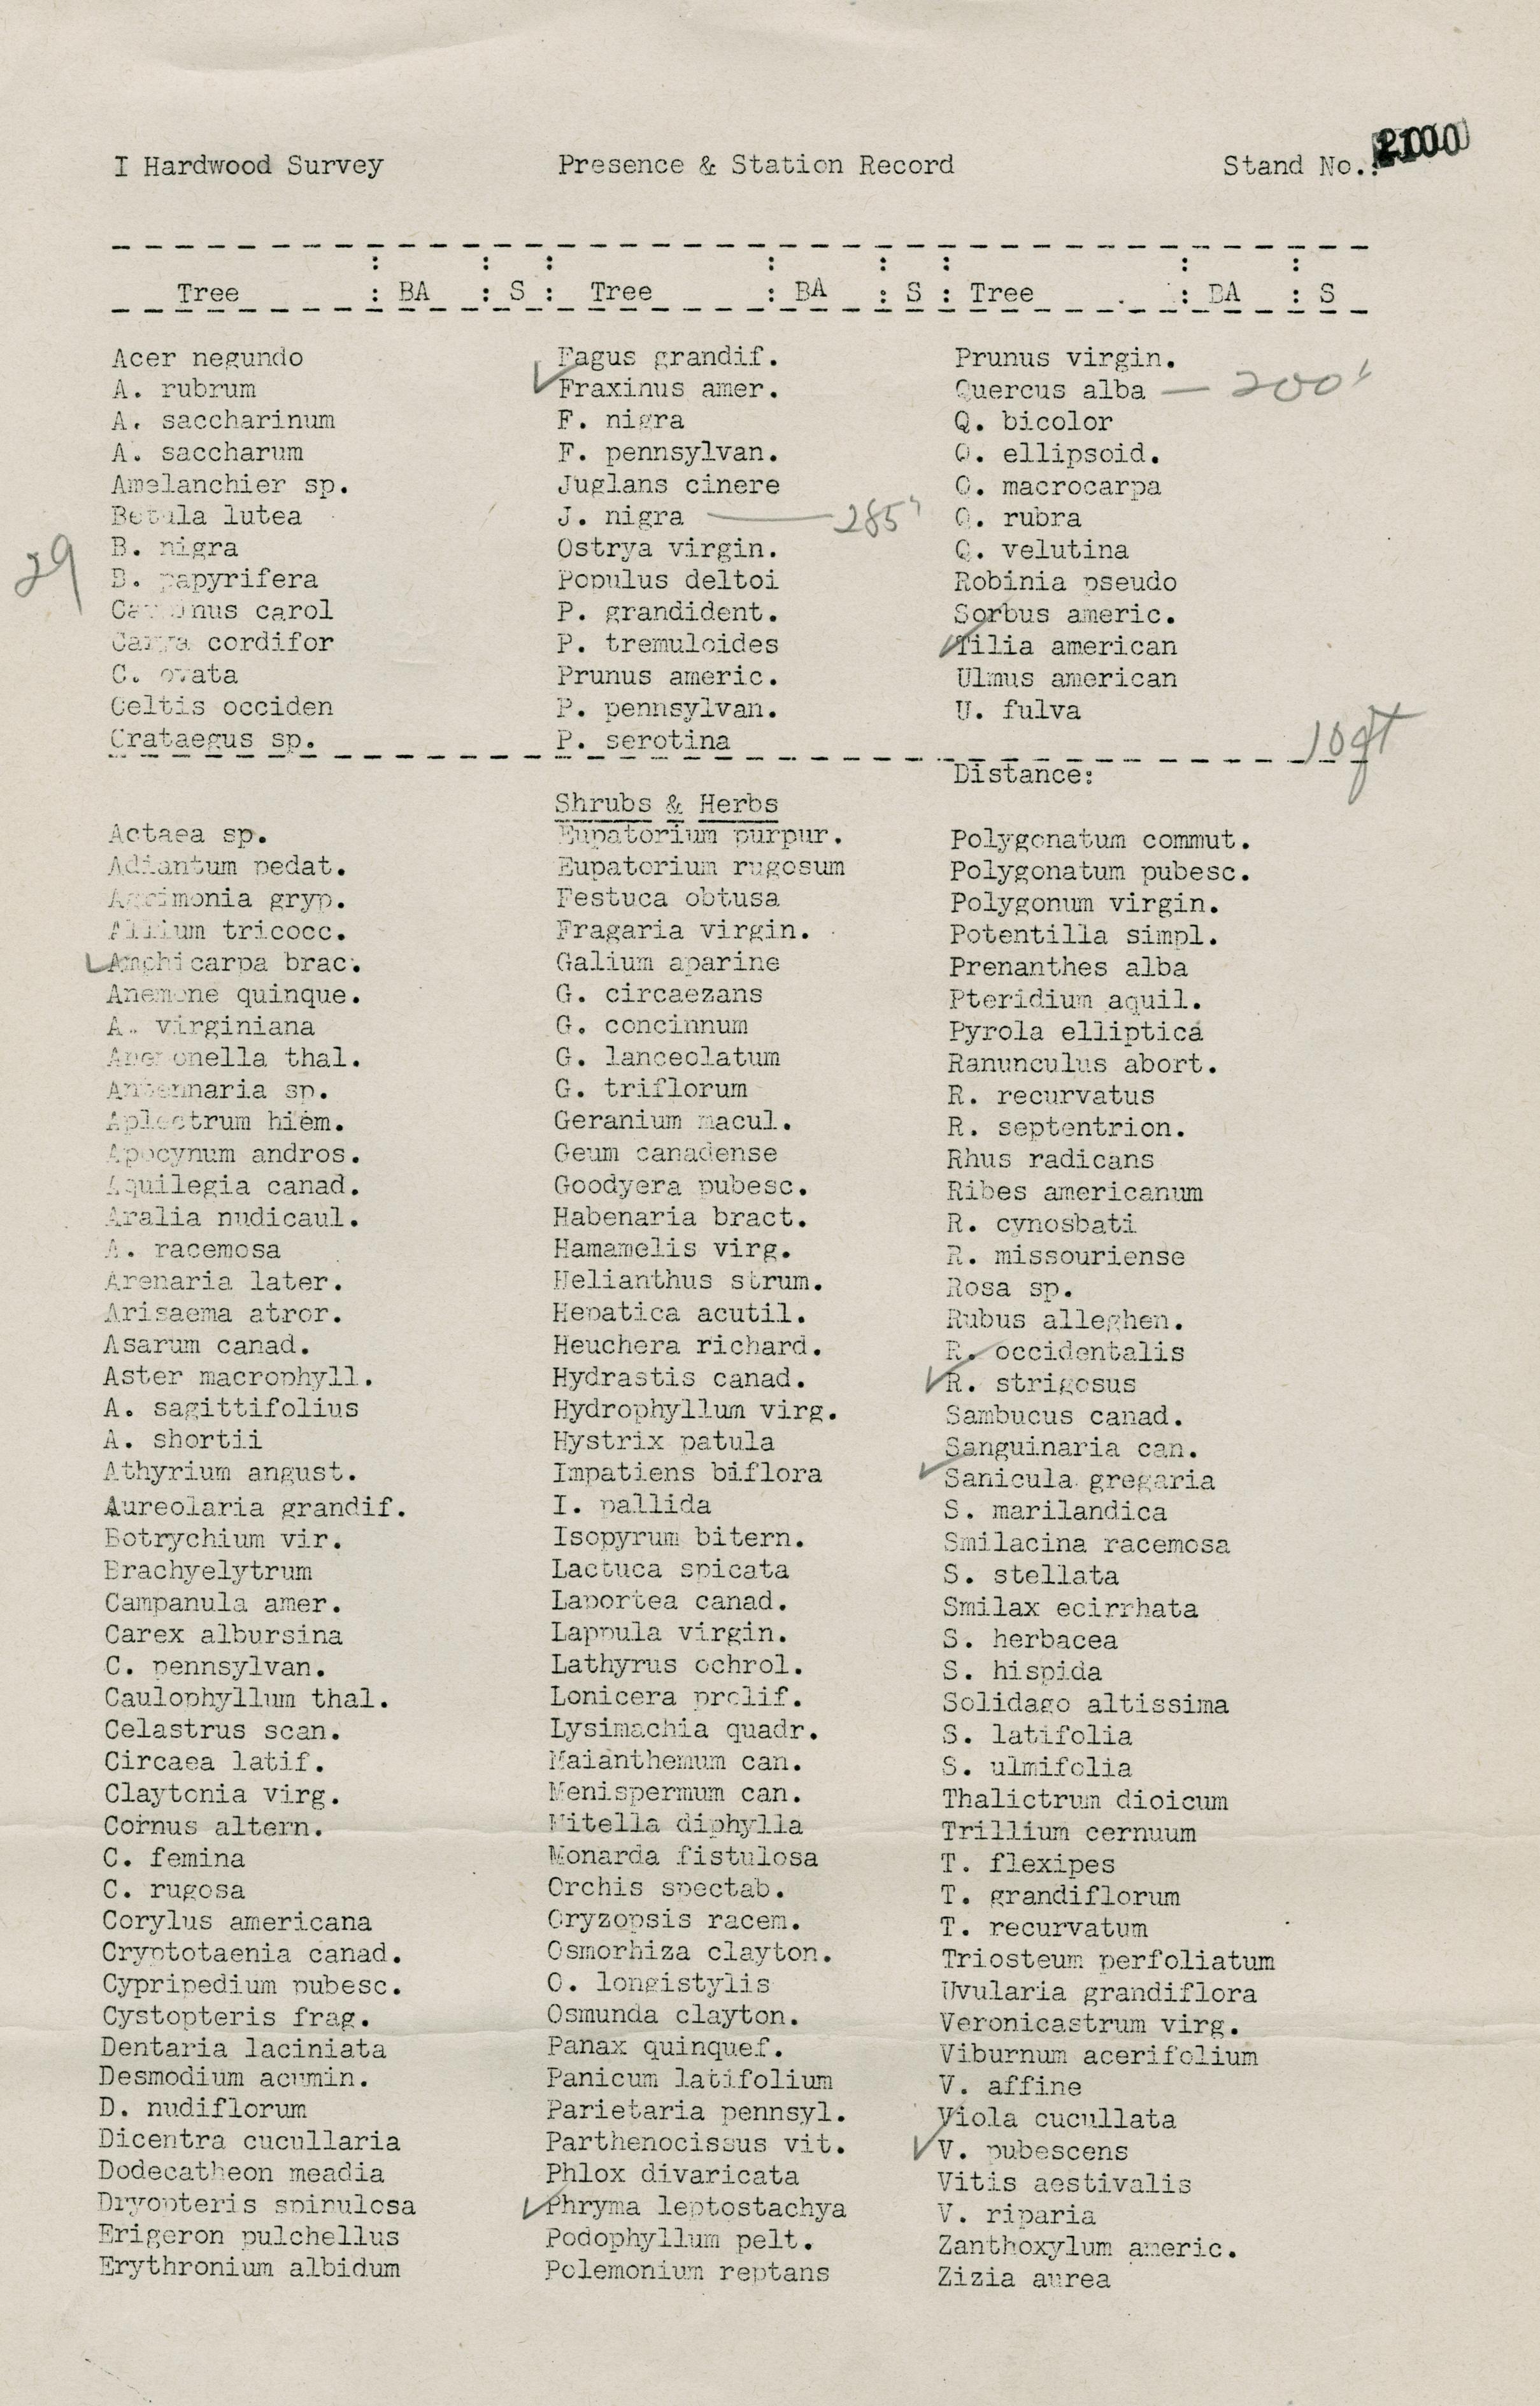 I Hardwood Survey Presence & Station Record Stand No.:
Tree : BA : S : Tree : BA : S : Tree : BA : S
Acer negundo
A. rubrum
A. saccharinum
A. saccharum
Amelanchier sp.
Betula lutea
B. nigra
29
B. papyrifera
Carpinus carol
Carya cordifor
C. ovata
Celtis occiden
Crataegus sp.
Fagus grandif.
✓ Fraxinus amer.
F. nigra
F. pennsylvan.
Juglans cinere
J. nigra — 285'
Ostrya virgin.
Populus deltoi
P. grandident.
P. tremuloides
Prunus americ.
P. pennsylvan.
P. serotina
Prunus virgin.
Quercus alba — 200'
Q. bicolor
Q. ellipsoid.
Q. macrocarpa
Q. rubra
Q. velutina
Robinia pseudo
Sorbus americ.
✓ Tilia american
Ulmus american
U. fulva
10qt
Distance:
Shrubs & Herbs
Actaea sp.
Adiantum pedat.
Agrimonia gryp.
Allium tricocc.
✓ Amphicarpa brac.
Anemone quinque.
A. virginiana
Anemonella thal.
Antennaria sp.
Aplectrum hiem.
Apocynum andros.
Aquilegia canad.
Aralia nudicaul.
A. racemosa
Arenaria later.
Arisaema atror.
Asarum canad.
Aster macrophyll.
A. sagittifolius
A. shortii
Athyrium angust.
Aureolaria grandif.
Botrychium vir.
Brachyelytrum
Campanula amer.
Carex albursina
C. pennsylvan.
Caulophyllum thal.
Celastrus scan.
Circaea latif.
Claytonia virg.
Cornus altern.
C. femina
C. rugosa
Corylus americana
Cryptotaenia canad.
Cypripedium pubesc.
Cystopteris frag.
Dentaria laciniata
Desmodium acumin.
D. nudiflorum
Dicentra cucullaria
Dodecatheon meadia
Dryopteris spinulosa
Erigeron pulchellus
Erythronium albidum
Eupatorium purpur.
Eupatorium rugosum
Festuca obtusa
Fragaria virgin.
Galium aparine
G. circaezans
G. concinnum
G. lanceolatum
G. triflorum
Geranium macul.
Geum canadense
Goodyera pubesc.
Habenaria bract.
Hamamelis virg.
Helianthus strum.
Hepatica acutil.
Heuchera richard.
Hydrastis canad.
Hydrophyllum virg.
Hystrix patula
Impatiens biflora
I. pallida
Isopyrum bitern.
Lactuca spicata
Laportea canad.
Lappula virgin.
Lathyrus ochrol.
Lonicera prolif.
Lysimachia quadr.
Maianthemum can.
Menispermum can.
Mitella diphylla
Monarda fistulosa
Orchis spectab.
Oryzopsis racem.
Osmorhiza clayton.
O. longistylis
Osmunda clayton.
Panax quinquef.
Panicum latifolium
Parietaria pennsyl.
Parthenocissus vit.
Phlox divaricata
✓ Phryma leptostachya
Podophyllum pelt.
Polemonium reptans
Polygonatum commut.
Polygonatum pubesc.
Polygonum virgin.
Potentilla simpl.
Prenanthes alba
Pteridium aquil.
Pyrola elliptica
Ranunculus abort.
R. recurvatus
R. septentrion.
Rhus radicans
Ribes americanum
R. cynosbati
R. missouriense
Rosa sp.
Rubus alleghen.
R. occidentalis
✓ R. strigosus
Sambucus canad.
Sanguinaria can.
✓ Sanicula gregaria
S. marilandica
Smilacina racemosa
S. stellata
Smilax ecirrhata
S. herbacea
S. hispida
Solidago altissima
S. latifolia
S. ulmifolia
Thalictrum dioicum
Trillium cernuum
T. flexipes
T. grandiflorum
T. recurvatum
Triosteum perfoliatum
Uvularia grandiflora
Veronicastrum virg.
Viburnum acerifolium
V. affine
Viola cucullata
✓ V. pubescens
Vitis aestivalis
V. riparia
Zanthoxylum americ.
Zizia aurea